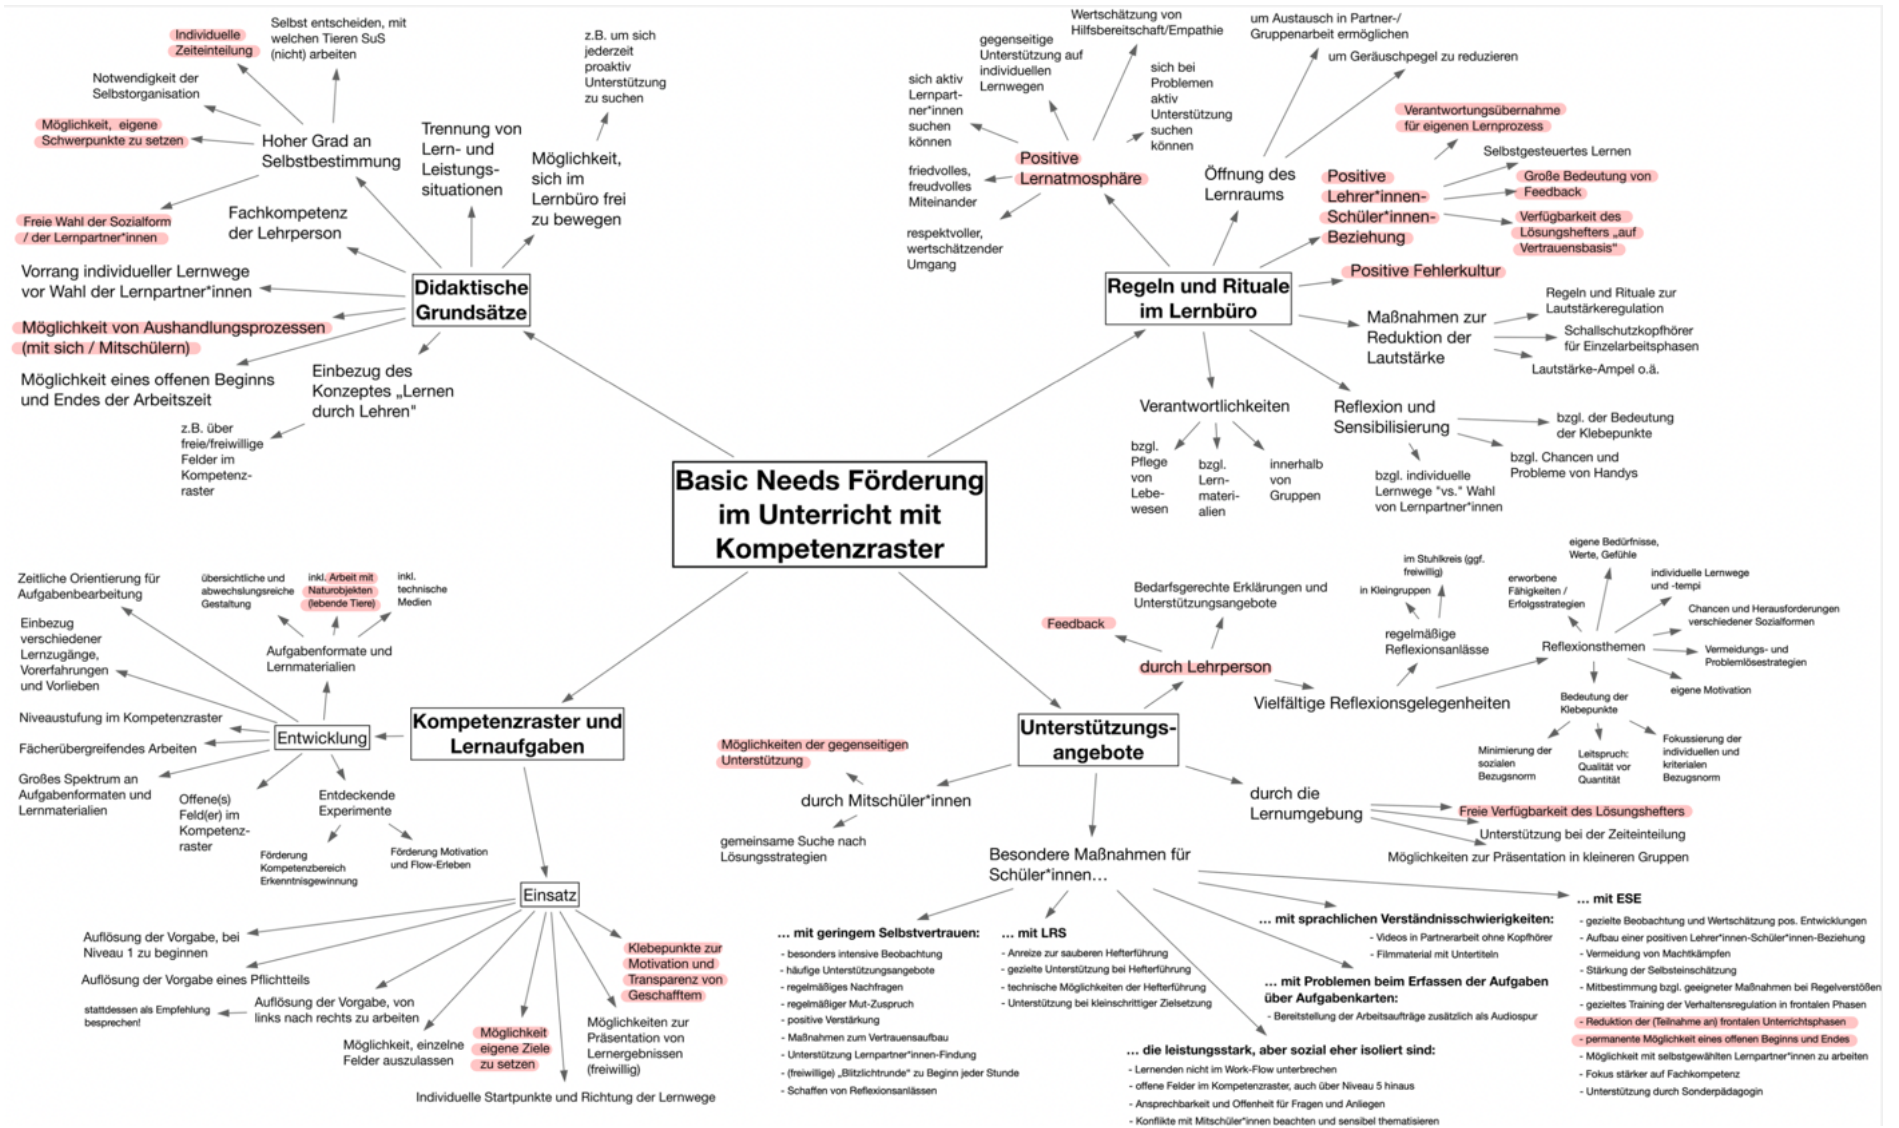 Individuelle
Zeiteinteilung
Selbst entscheiden, mit
welchen Tieren SuS
(nicht) arbeiten
Notwendigkeit der
Selbstorganisation
Möglichkeit, eigene
Schwerpunkte zu setzen
Hoher Grad an
Selbstbestimmung
Freie Wahl der Sozialform
/ der Lernpartner*innen
Trennung von
Lern- und
Leistungs-
situationen
z.B. um sich
jederzeit
proaktiv
Unterstützung
zu suchen
Möglichkeit,
sich im
Lernbüro frei
zu bewegen
Fachkompetenz
der Lehrperson
Vorrang individueller Lernwege
vor Wahl der Lernpartner*innen
Didaktische
Grundsätze
Möglichkeit von Aushandlungsprozessen
(mit sich / Mitschülern)
Möglichkeit eines offenen Beginns
und Endes der Arbeitszeit
Einbezug des
Konzeptes „Lernen
durch Lehren"
z.B. über
freie/freiwillige
Felder im
Kompetenz-
raster
sich aktiv
Lernpart-
ner*innen
suchen
können
gegenseitige
Unterstützung auf
individuellen
Lernwegen
Wertschätzung von
Hilfsbereitschaft/Empathie
sich bei
Problemen
aktiv
Unterstützung
suchen
können
Positive
Lernatmosphäre
friedvolles,
freudvolles
Miteinander
respektvoller,
wertschätzender
Umgang
um Austausch in Partner-/
Gruppenarbeit ermöglichen
um Geräuschpegel zu reduzieren
Öffnung des
Lernraums
Verantwortungsübernahme
für eigenen Lernprozess
Selbstgesteuertes Lernen
Große Bedeutung von
Feedback
Verfügbarkeit des
Lösungshefters „auf
Vertrauensbasis"
Positive
Lehrer*innen-
Schüler*innen-
Beziehung
Positive Fehlerkultur
Regeln und Rituale
im Lernbüro
Maßnahmen zur
Reduktion der
Lautstärke
Regeln und Rituale zur
Lautstärkeregulation
Schallschutzkopfhörer
für Einzelarbeitsphasen
Lautstärke-Ampel o.ä.
Verantwortlichkeiten
bzgl.
Pflege
von
Lebe-
wesen
bzgl.
Lern-
materi-
alien
innerhalb
von
Gruppen
Reflexion und
Sensibilisierung
bzgl. der Bedeutung
der Klebepunkte
bzgl. Chancen und
Probleme von Handys
bzgl. individuelle
Lernwege "vs." Wahl
von Lernpartner*innen
Basic Needs Förderung
im Unterricht mit
Kompetenzraster
Zeitliche Orientierung für
Aufgabenbearbeitung
Einbezug
verschiedener
Lernzugänge,
Vorerfahrungen
und Vorlieben
übersichtliche und
abwechslungsreiche
Gestaltung
inkl. Arbeit mit
Naturobjekten
(lebende Tiere)
inkl.
technische
Medien
Aufgabenformate und
Lernmaterialien
Niveaustufung im Kompetenzraster
Fächerübergreifendes Arbeiten
Großes Spektrum an
Aufgabenformaten und
Lernmaterialien
Entwicklung
Kompetenzraster und
Lernaufgaben
Offene(s)
Feld(er) im
Kompetenz-
raster
Entdeckende
Experimente
Förderung
Kompetenzbereich
Erkenntnisgewinnung
Förderung Motivation
und Flow-Erleben
Einsatz
Auflösung der Vorgabe, bei
Niveau 1 zu beginnen
Auflösung der Vorgabe eines Pflichtteils
stattdessen als Empfehlung
besprechen!
Auflösung der Vorgabe, von
links nach rechts zu arbeiten
Möglichkeit, einzelne
Felder auszulassen
Möglichkeit
eigene Ziele
zu setzen
Individuelle Startpunkte und Richtung der Lernwege
Möglichkeiten zur
Präsentation von
Lernergebnissen
(freiwillig)
Klebepunkte zur
Motivation und
Transparenz von
Geschafftem
Unterstützungs-
angebote
durch Lehrperson
Feedback
Bedarfsgerechte Erklärungen und
Unterstützungsangebote
Vielfältige Reflexionsgelegenheiten
regelmäßige
Reflexionsanlässe
in Kleingruppen
im Stuhlkreis (ggf.
freiwillig)
Reflexionsthemen
erworbene
Fähigkeiten /
Erfolgsstrategien
eigene Bedürfnisse,
Werte, Gefühle
individuelle Lernwege
und -tempi
Chancen und Herausforderungen
verschiedener Sozialformen
Vermeidungs- und
Problemlösestrategien
eigene Motivation
Bedeutung der
Klebepunkte
Minimierung der
sozialen
Bezugsnorm
Leitspruch:
Qualität vor
Quantität
Fokussierung der
individuellen und
kriterialen
Bezugsnorm
Möglichkeiten der gegenseitigen
Unterstützung
durch Mitschüler*innen
gemeinsame Suche nach
Lösungsstrategien
durch die
Lernumgebung
Freie Verfügbarkeit des Lösungshefters
Unterstützung bei der Zeiteinteilung
Möglichkeiten zur Präsentation in kleineren Gruppen
Besondere Maßnahmen für
Schüler*innen…
… mit geringem Selbstvertrauen:
- besonders intensive Beobachtung
- häufige Unterstützungsangebote
- regelmäßiges Nachfragen
- regelmäßiger Mut-Zuspruch
- positive Verstärkung
- Maßnahmen zum Vertrauensaufbau
- Unterstützung Lernpartner*innen-Findung
- (freiwillige) „Blitzlichtrunde" zu Beginn jeder Stunde
- Schaffen von Reflexionsanlässen
… mit LRS
- Anreize zur sauberen Hefterführung
- gezielte Unterstützung bei Hefterführung
- technische Möglichkeiten der Hefterführung
- Unterstützung bei kleinschrittiger Zielsetzung
… die leistungsstark, aber sozial eher isoliert sind:
- Lernenden nicht im Work-Flow unterbrechen
- offene Felder im Kompetenzraster, auch über Niveau 5 hinaus
- Ansprechbarkeit und Offenheit für Fragen und Anliegen
- Konflikte mit Mitschüler*innen beachten und sensibel thematisieren
… mit sprachlichen Verständnisschwierigkeiten:
- Videos in Partnerarbeit ohne Kopfhörer
- Filmmaterial mit Untertiteln
… mit Problemen beim Erfassen der Aufgaben
über Aufgabenkarten:
- Bereitstellung der Arbeitsaufträge zusätzlich als Audiospur
… mit ESE
- gezielte Beobachtung und Wertschätzung pos. Entwicklungen
- Aufbau einer positiven Lehrer*innen-Schüler*innen-Beziehung
- Vermeidung von Machtkämpfen
- Stärkung der Selbsteinschätzung
- Mitbestimmung bzgl. geeigneter Maßnahmen bei Regelverstößen
- gezieltes Training der Verhaltensregulation in frontalen Phasen
- Reduktion der (Teilnahme an) frontalen Unterrichtsphasen
- permanente Möglichkeit eines offenen Beginns und Endes
- Möglichkeit mit selbstgewählten Lernpartner*innen zu arbeiten
- Fokus stärker auf Fachkompetenz
- Unterstützung durch Sonderpädagogin